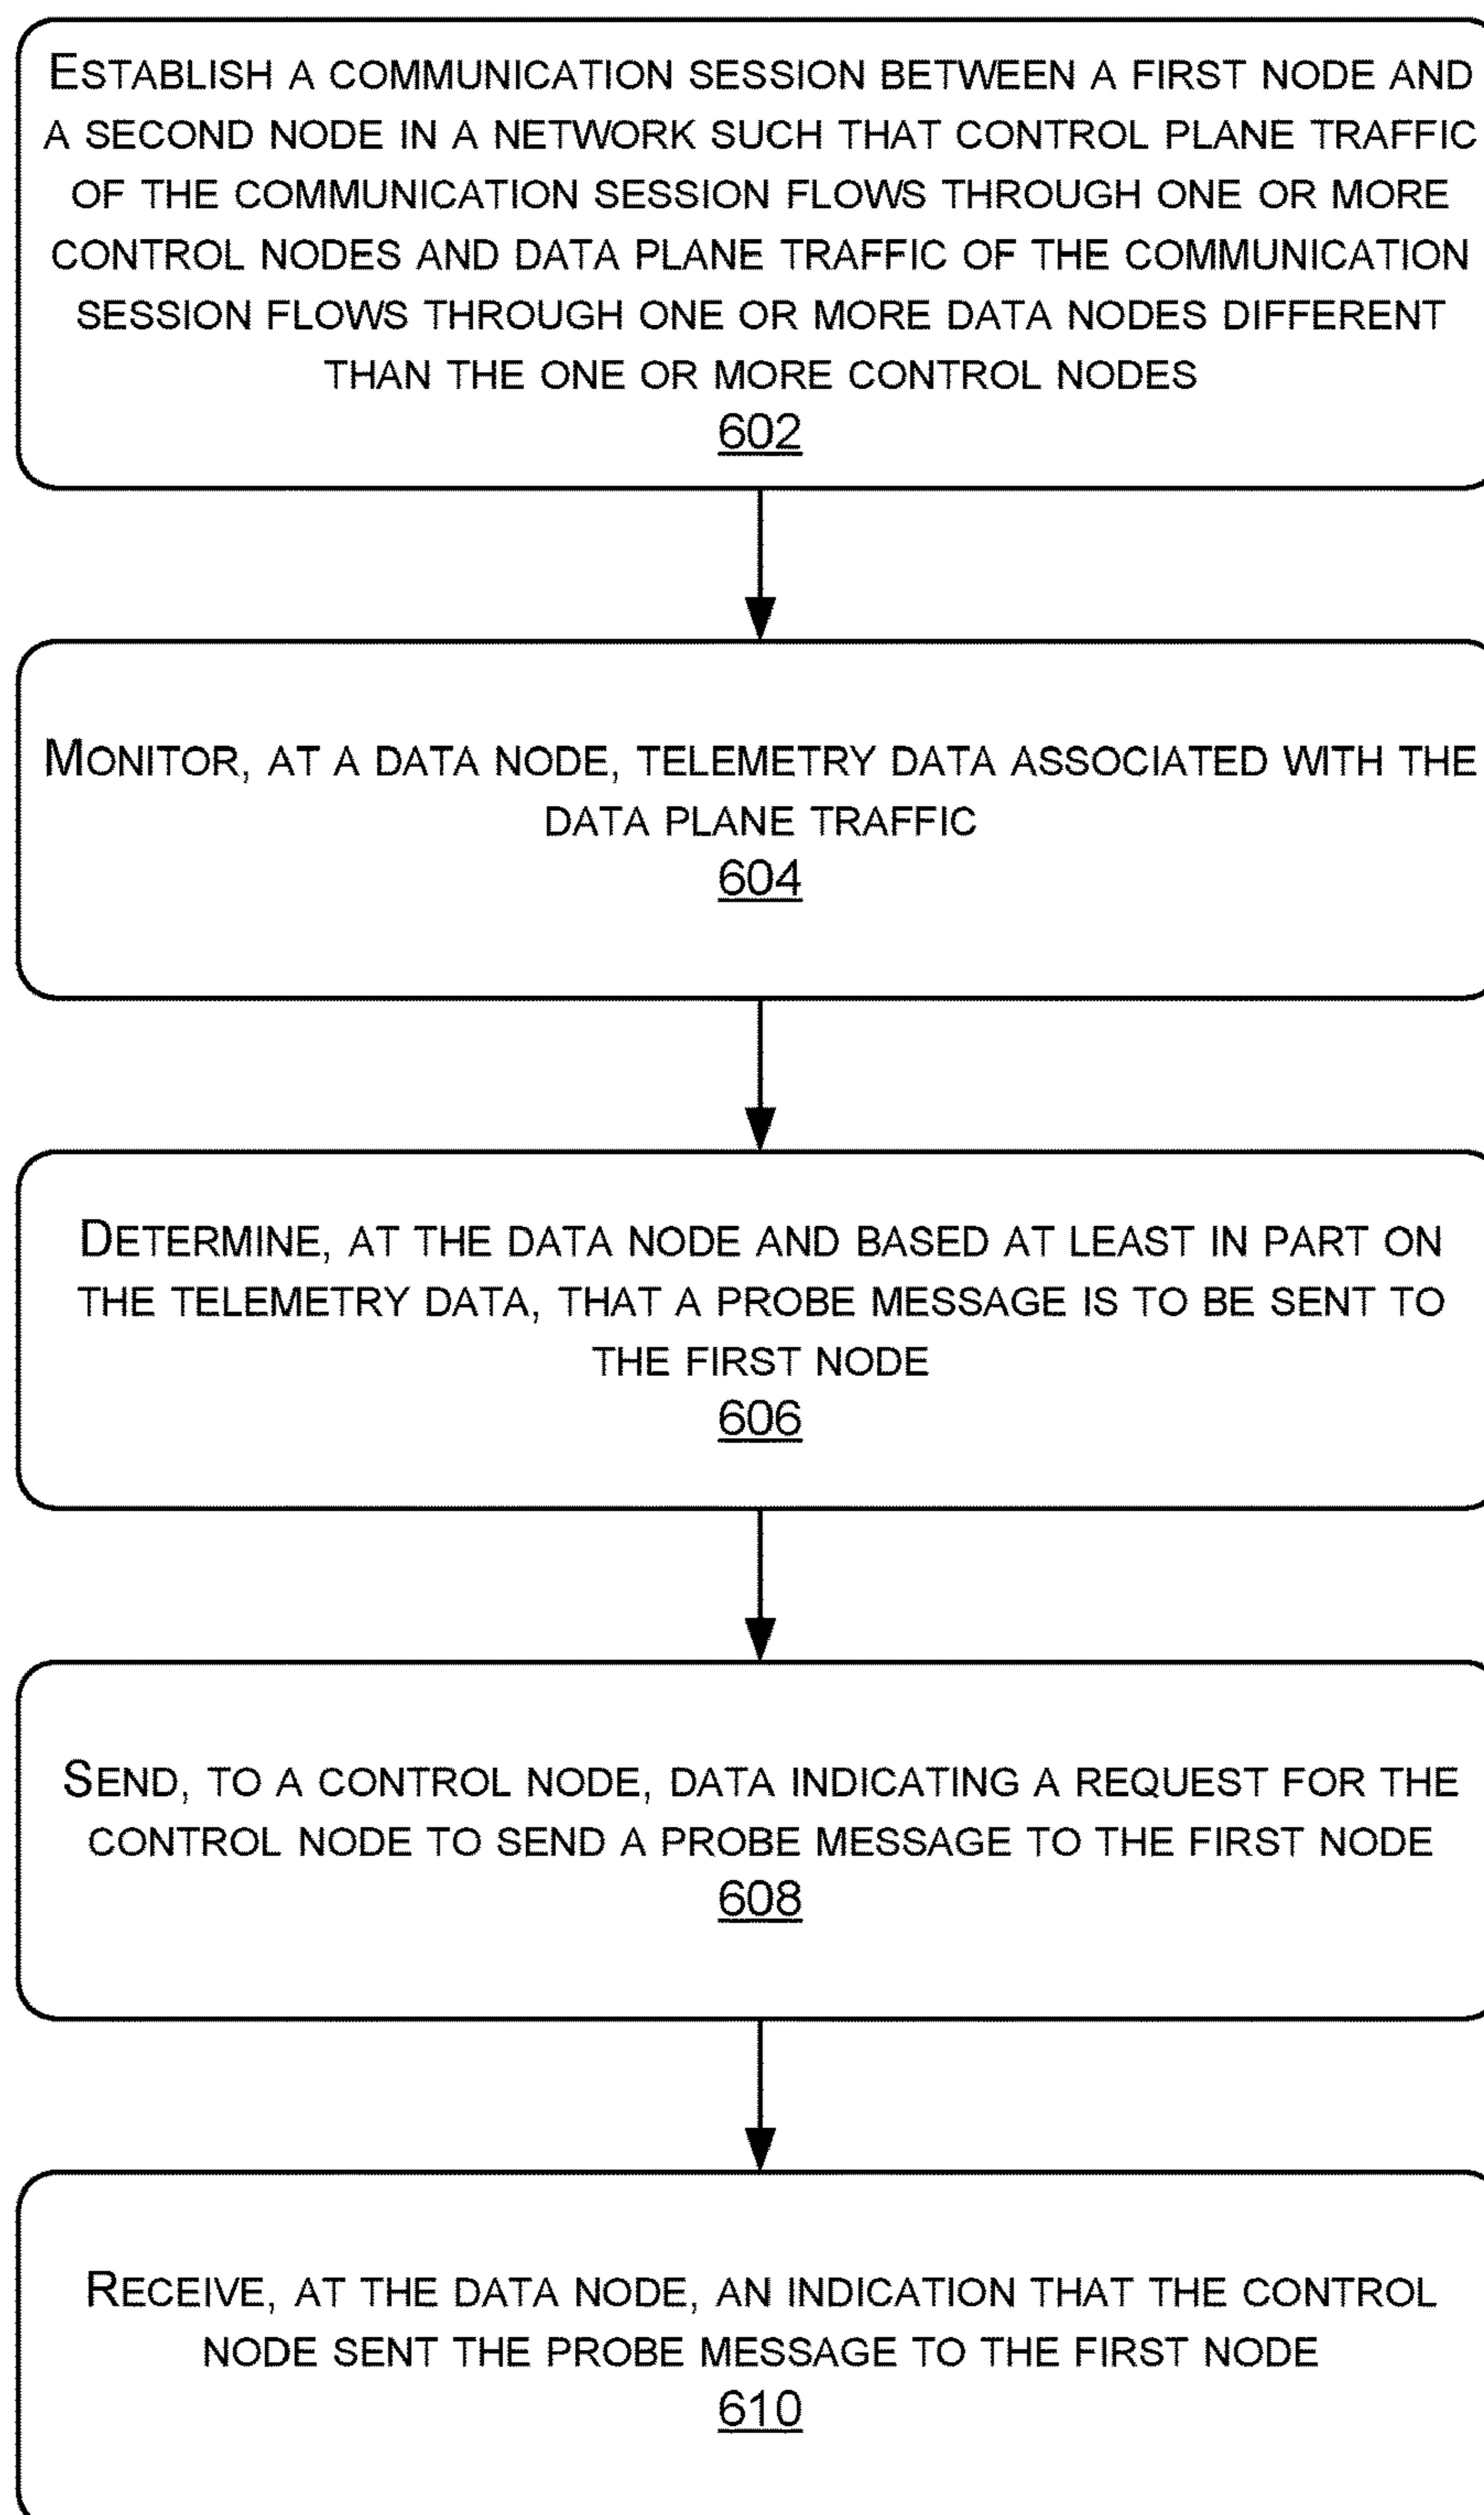 ESTABLISH A COMMUNICATION SESSION BETWEEN A FIRST NODE AND
A SECOND NODE IN A NETWORK SUCH THAT CONTROL PLANE TRAFFIC
OF THE COMMUNICATION SESSION FLOWS THROUGH ONE OR MORE
CONTROL NODES AND DATA PLANE TRAFFIC OF THE COMMUNICATION
SESSION FLOWS THROUGH ONE OR MORE DATA NODES DIFFERENT
THAN THE ONE OR MORE CONTROL NODES
602
MONITOR, AT A DATA NODE, TELEMETRY DATA ASSOCIATED WITH THE
DATA PLANE TRAFFIC
604
DETERMINE, AT THE DATA NODE AND BASED AT LEAST IN PART ON
THE TELEMETRY DATA, THAT A PROBE MESSAGE IS TO BE SENT TO
THE FIRST NODE
606
SEND, TO A CONTROL NODE, DATA INDICATING A REQUEST FOR THE
CONTROL NODE TO SEND A PROBE MESSAGE TO THE FIRST NODE
608
RECEIVE, AT THE DATA NODE, AN INDICATION THAT THE CONTROL
NODE SENT THE PROBE MESSAGE TO THE FIRST NODE
610